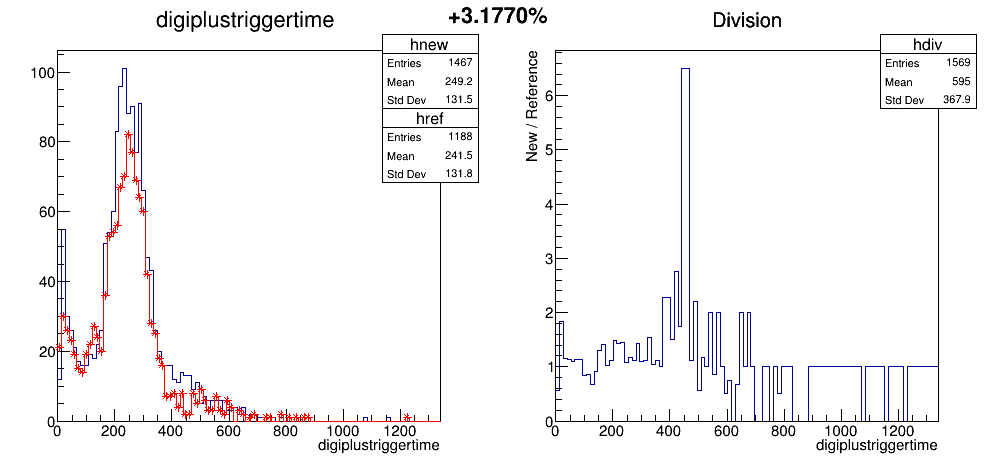 digiplustriggertime
+3.1770%
Division
hnew
Entries 1467
Mean 249.2
Std Dev 131.5
href
Entries 1188
Mean 241.5
Std Dev 131.8
100
80
60
40
20
0
0 200 400 600 800 1000 1200
digiplustriggertime
hdiv
Entries 1569
Mean 595
Std Dev 367.9
New / Reference
6
5
4
3
2
1
0
0 200 400 600 800 1000 1200
digiplustriggertime